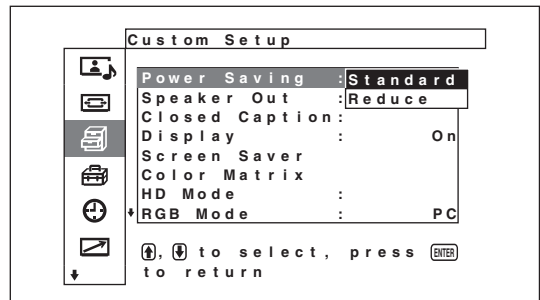 Custom Setup
Power Saving :Standard
Speaker Out :Reduce
Closed Caption:
Display : On
Screen Saver
Color Matrix
HD Mode :
RGB Mode : PC
, to select, press ENTER
to return